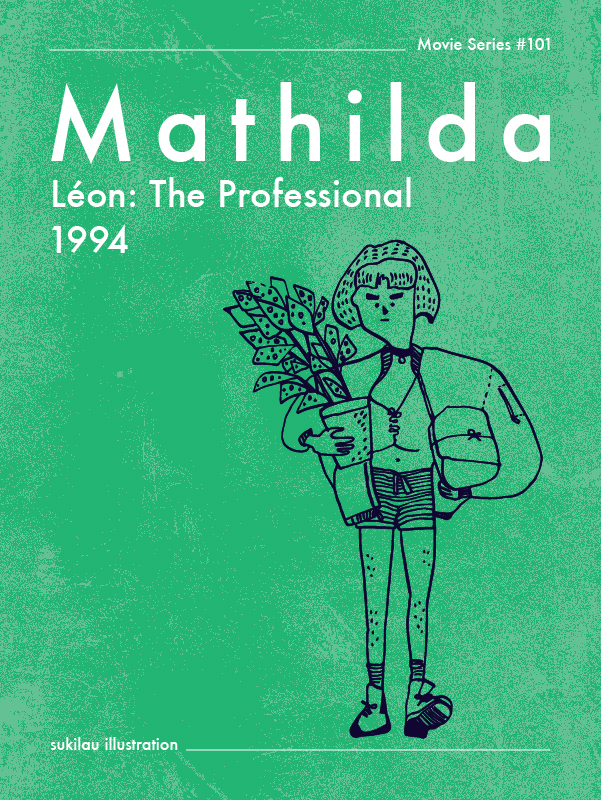 Movie Series #101
Mathilda
Léon: The Professional
1994
sukilau illustration